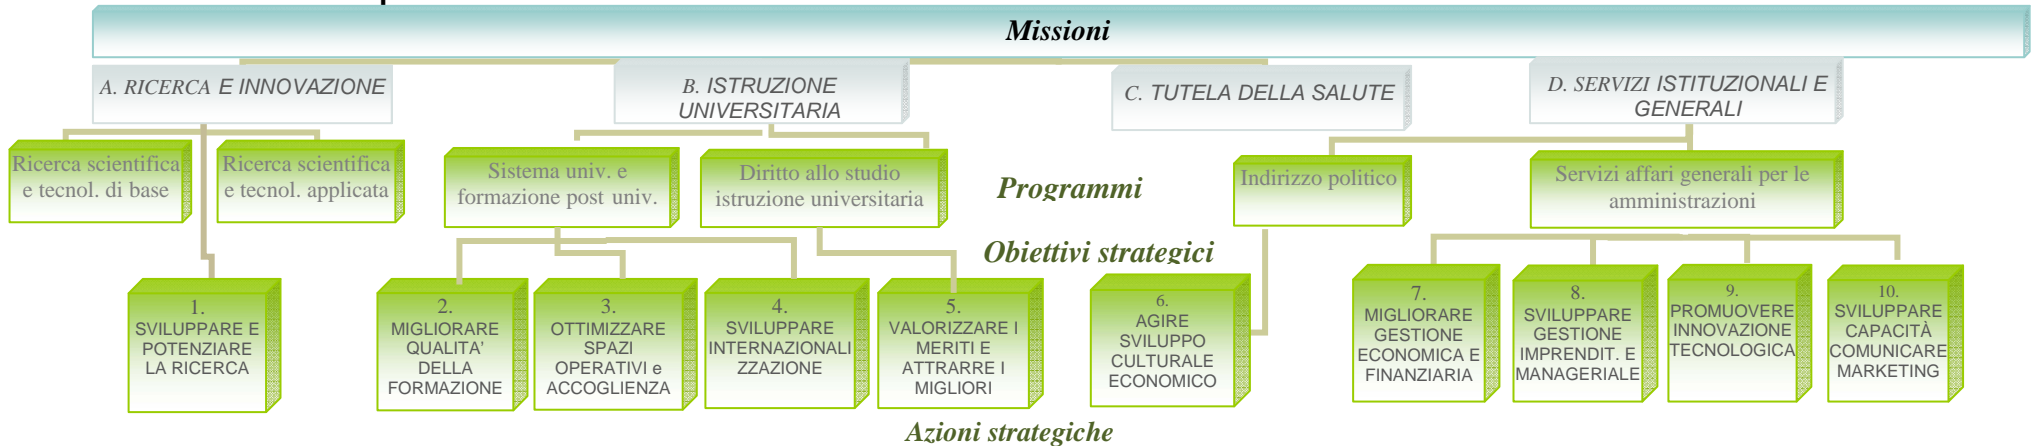 Missioni
A. RICERCA E INNOVAZIONE
B. ISTRUZIONE
UNIVERSITARIA
C. TUTELA DELLA SALUTE
D. SERVIZI ISTITUZIONALI E
GENERALI
Ricerca scientifica
e tecnol. di base
Ricerca scientifica
e tecnol. applicata
Sistema univ. e
formazione post univ.
Diritto allo studio
istruzione universitaria
Programmi
Indirizzo politico
Servizi affari generali per le
amministrazioni
Obiettivi strategici
1.
SVILUPPARE E
POTENZIARE
LA RICERCA
2.
MIGLIORARE
QUALITA'
DELLA
FORMAZIONE
3.
OTTIMIZZARE
SPAZI
OPERATIVI e
ACCOGLIENZA
4.
SVILUPPARE
INTERNAZIONALI
ZZAZIONE
5.
VALORIZZARE I
MERITI E
ATTRARRE I
MIGLIORI
6.
AGIRE
SVILUPPO
CULTURALE
ECONOMICO
7.
MIGLIORARE
GESTIONE
ECONOMICA E
FINANZIARIA
8.
SVILUPPARE
GESTIONE
IMPRENDIT. E
MANAGERIALE
9.
PROMUOVERE
INNOVAZIONE
TECNOLOGICA
10.
SVILUPPARE
CAPACITÀ
COMUNICARE
MARKETING
Azioni strategiche